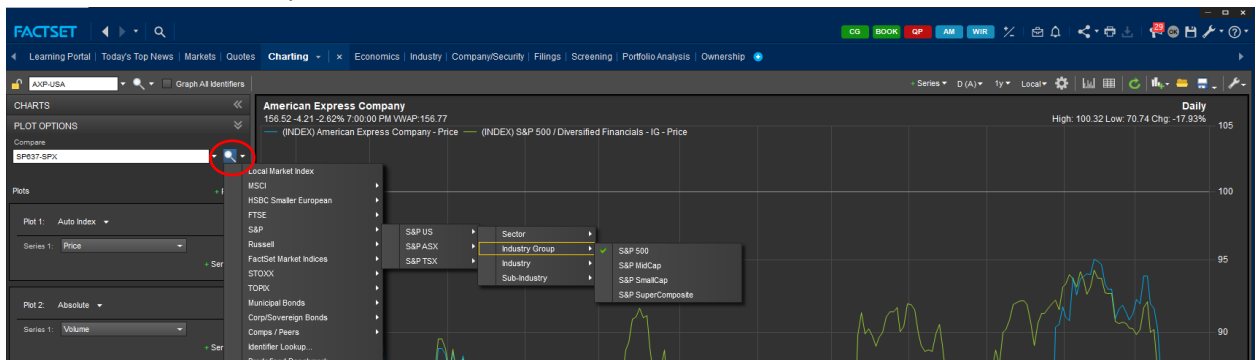 FACTSET
CG BOOK QP AM WIR 29
Learning Portal | Today's Top News | Markets | Quotes Charting × Economics | Industry | Company/Security | Filings | Screening | Portfolio Analysis | Ownership
AXP-USA Graph All Identifiers + Series D (A) 1y Local
CHARTS
American Express Company Daily
156.52 -4.21 -2.62% 7:00:00 PM VWAP:156.77 High: 100.32 Low: 70.74 Chg: -17.93% 105
PLOT OPTIONS
(INDEX) American Express Company - Price (INDEX) S&P 500 / Diversified Financials - IG - Price
Compare
SP637-SPX
Local Market Index
MSCI
Plots + 100
HSBC Smaller European
FTSE
Plot 1: Auto Index
S&P S&P US Sector
Series 1: Price
Russell S&P ASX Industry Group S&P 500
FactSet Market Indices S&P TSX Industry S&P MidCap 95
+ Ser
STOXX Sub-Industry S&P SmallCap
TOPIX S&P SuperComposite
Municipal Bonds
Plot 2: Absolute
Corp/Sovereign Bonds
Series 1: Volume
Comps / Peers 90
+ Ser
Identifier Lookup...